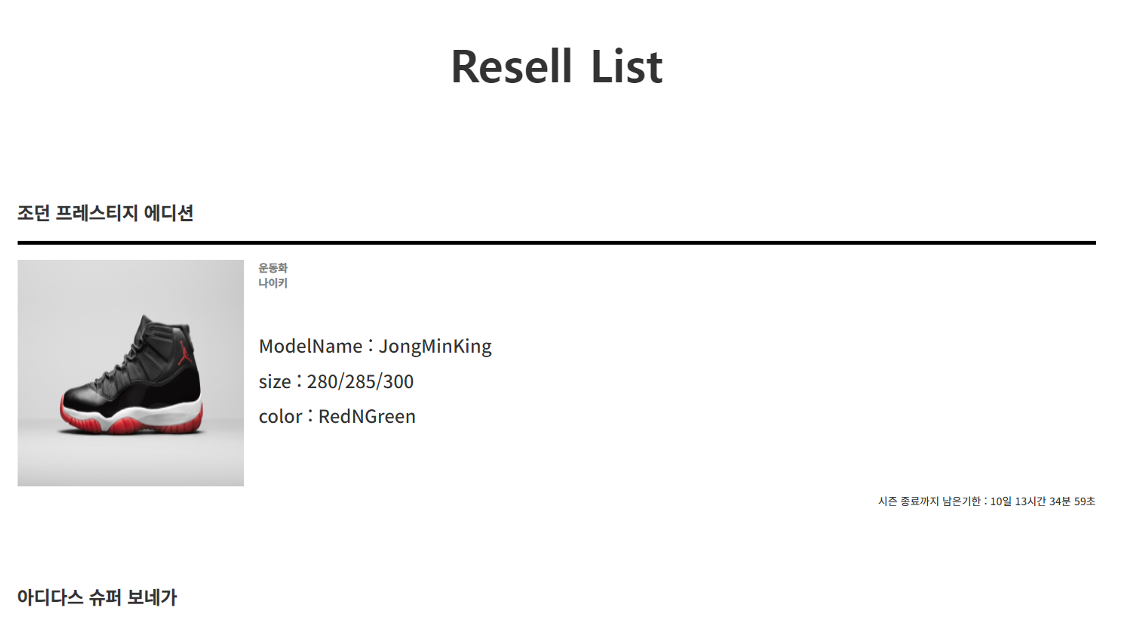 Resell List
조던 프레스티지 에디션
운동화
나이키
ModelName : JongMinKing
size : 280/285/300
color : RedNGreen
시즌 종료까지 남은기한 : 10일 13시간 34분 59초
아디다스 슈퍼 보네가